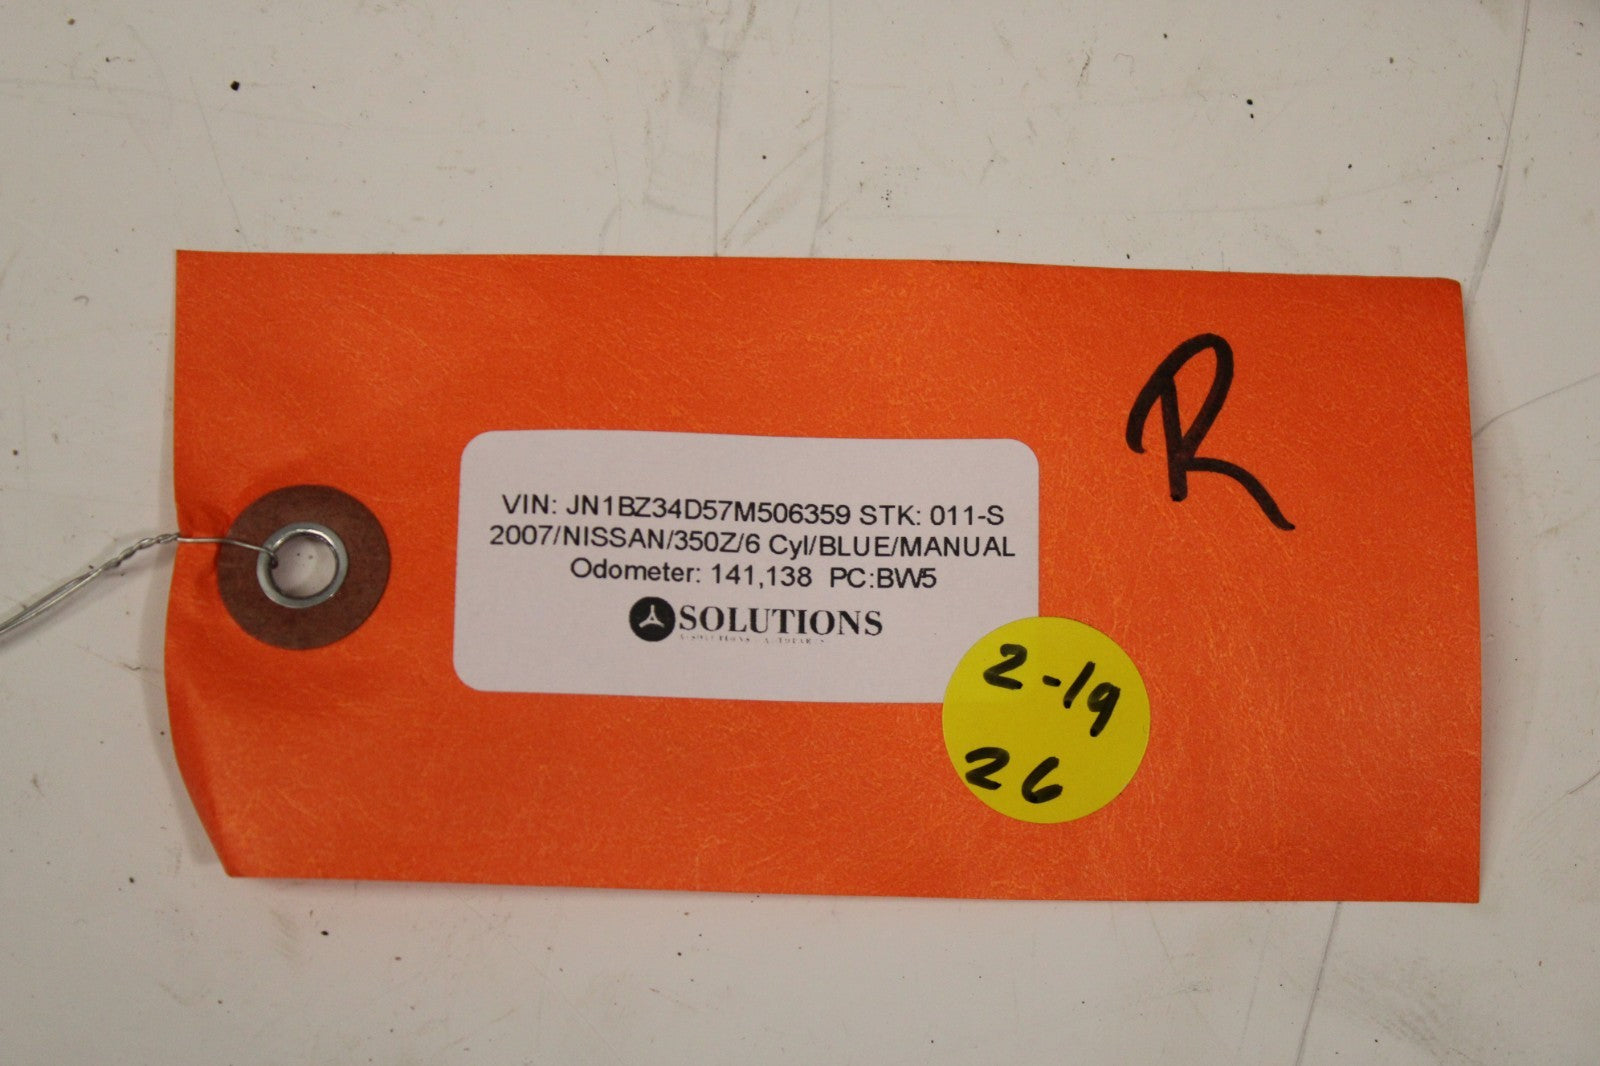 R
VIN: JN1BZ34D57M506359 STK: 011-S
2007/NISSAN/350Z/6 Cyl/BLUE/MANUAL
Odometer: 141,138 PC:BW5
SOLUTIONS
2-19
26